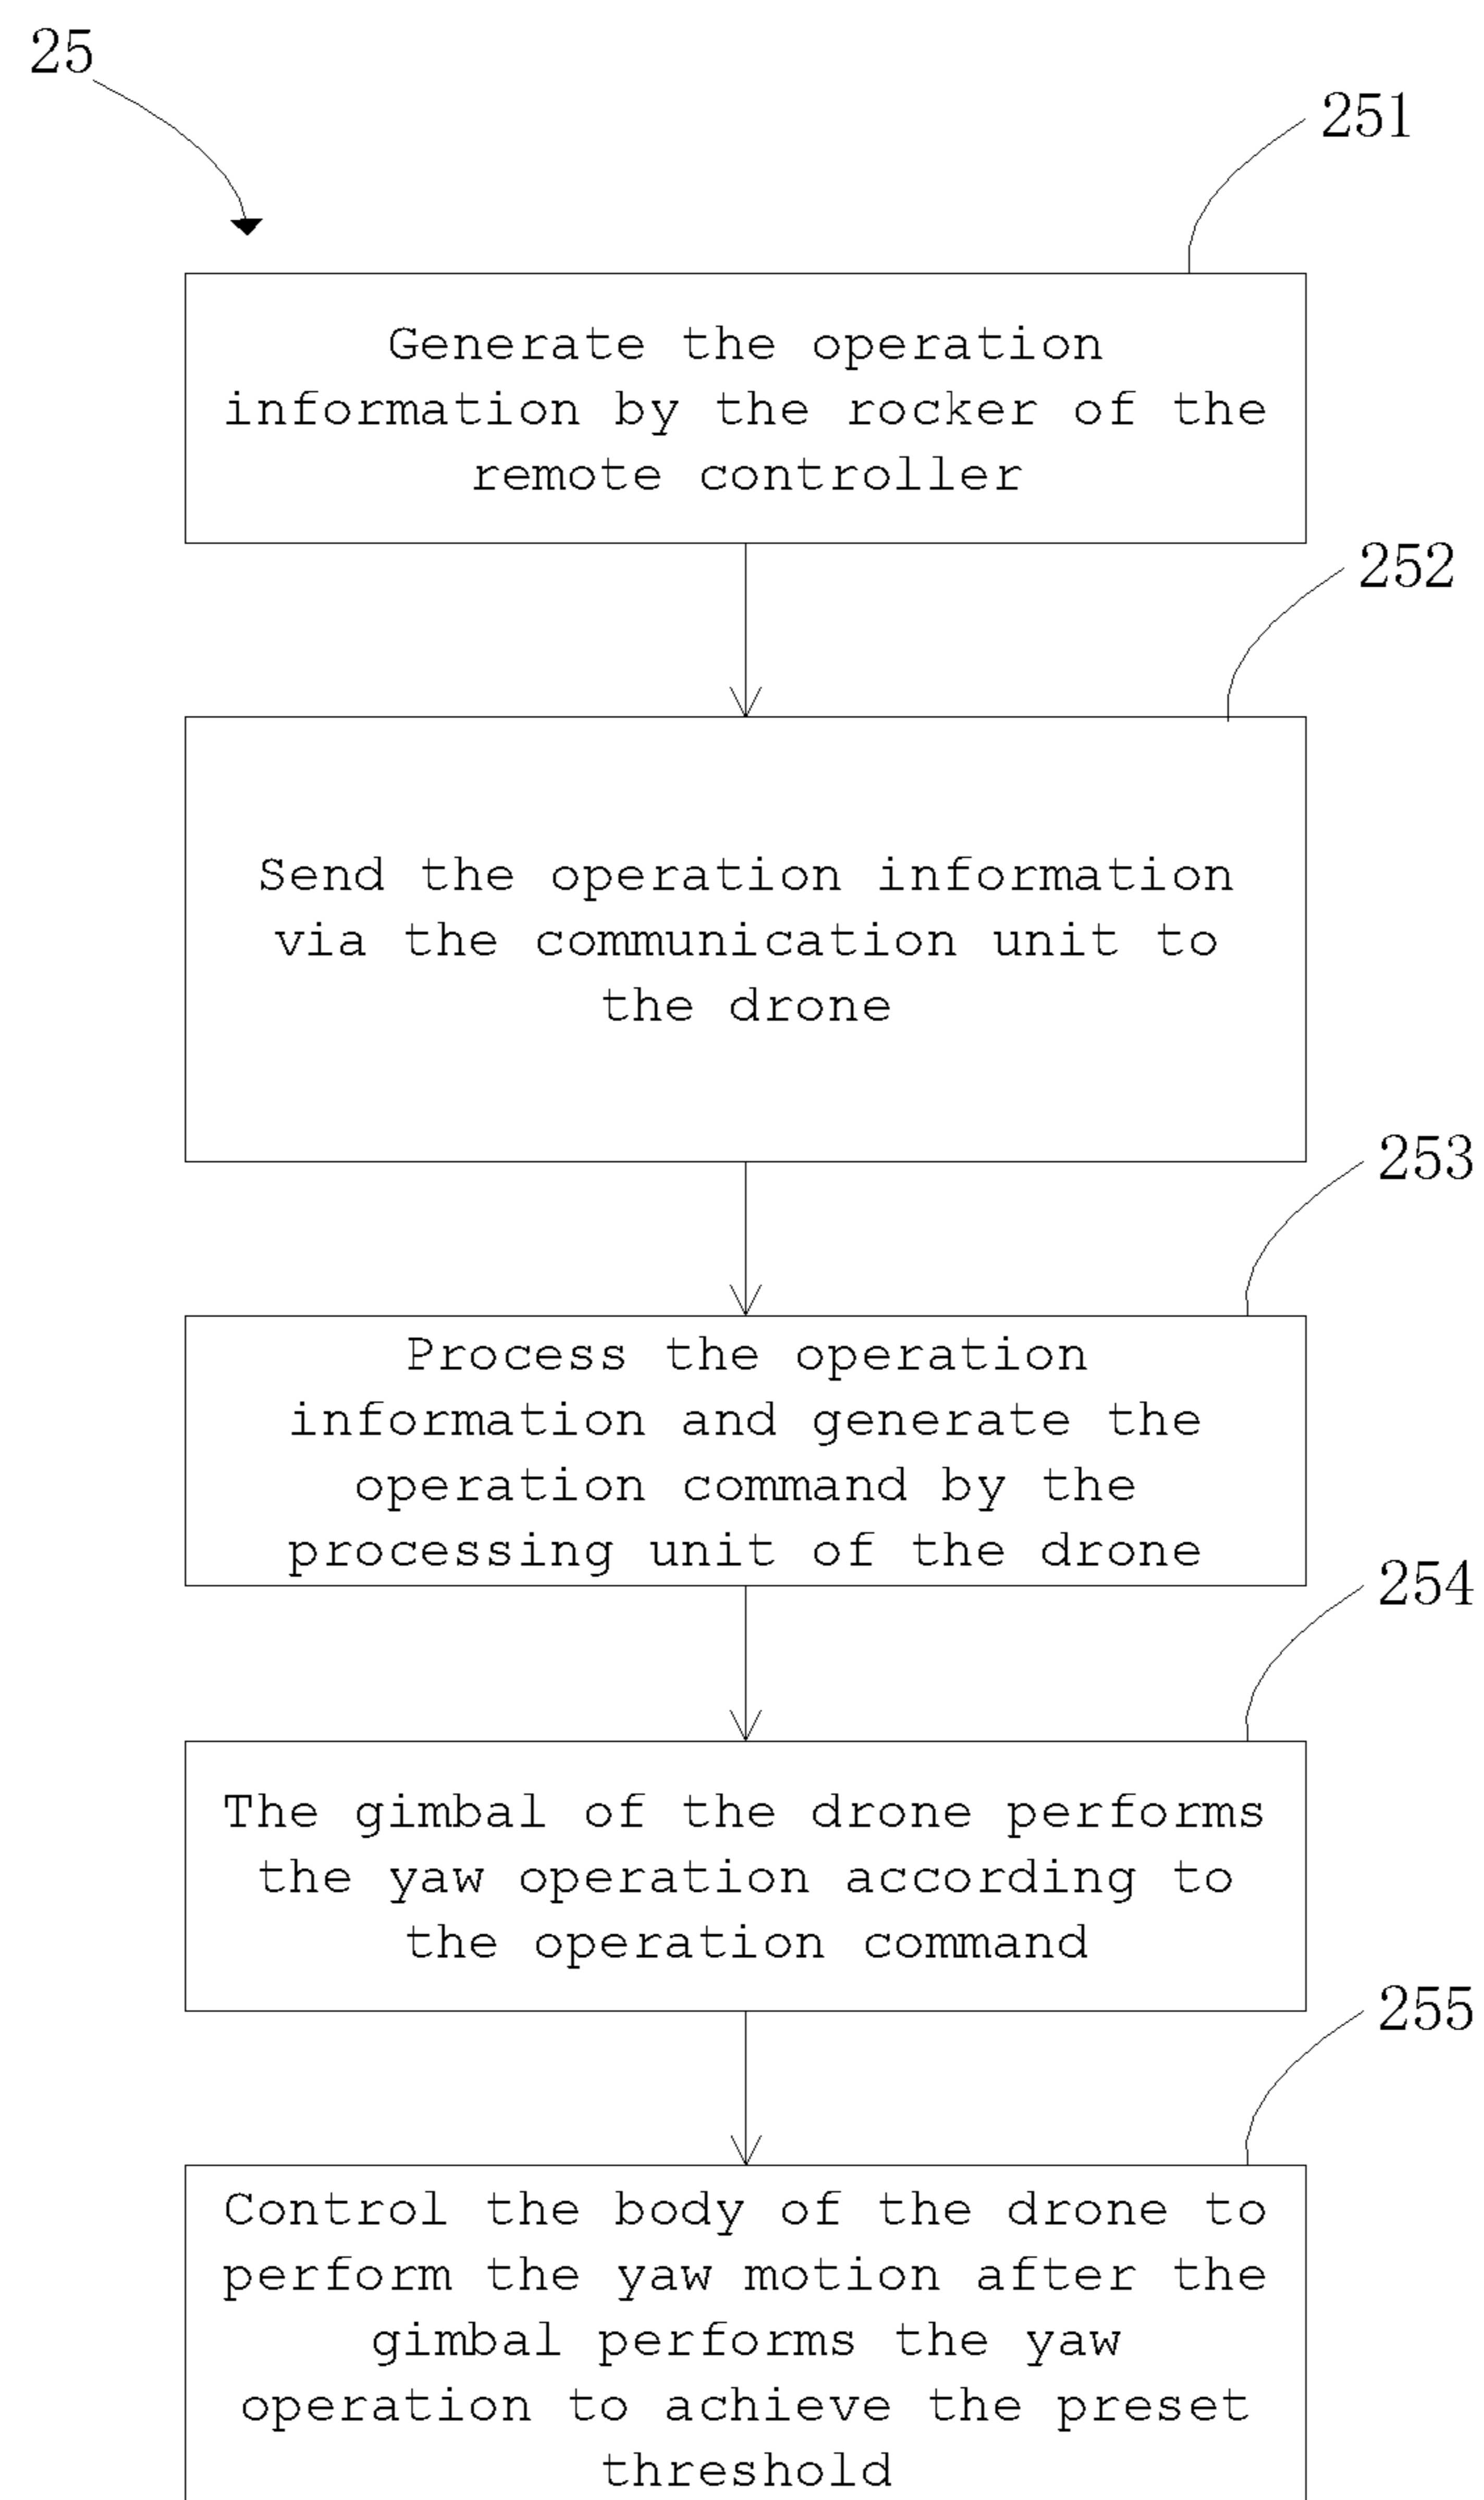 25
251
Generate the operation
information by the rocker of the
remote controller
252
Send the operation information
via the communication unit to
the drone
253
Process the operation
information and generate the
operation command by the
processing unit of the drone
254
The gimbal of the drone performs
the yaw operation according to
the operation command
255
Control the body of the drone to
perform the yaw motion after the
gimbal performs the yaw
operation to achieve the preset
threshold